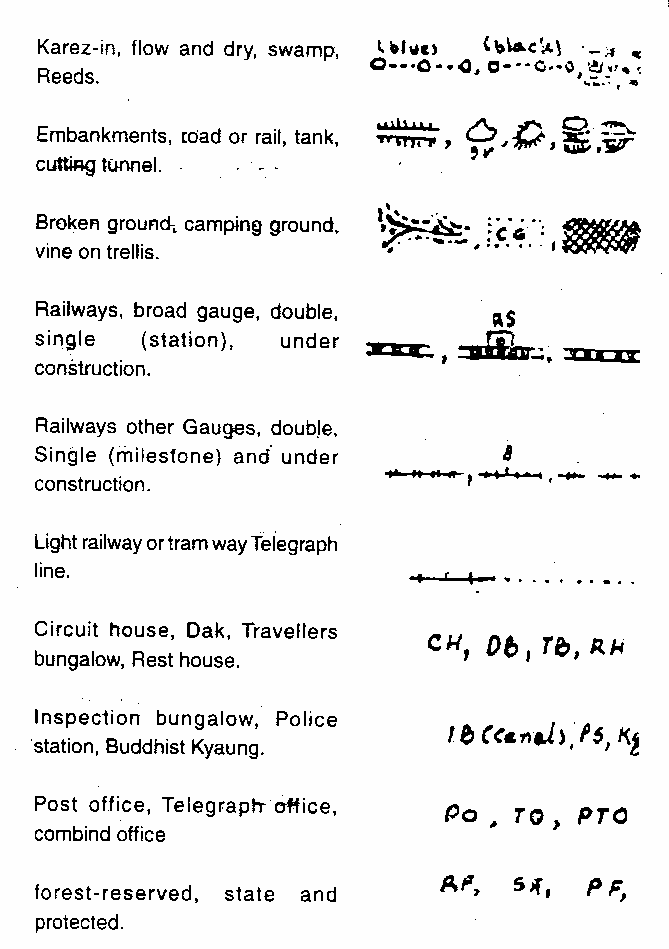 Karez-in, flow and dry, swamp,
(blue) (black)
Reeds.
Embankments, road or rail, tank,
cutting tunnel.
Broken ground, camping ground,
CG
vine on trellis.
Railways, broad gauge, double,
RS
single (station), under
construction.
Railways other Gauges, double,
Single (milestone) and under
8
construction.
Light railway or tram way Telegraph
line.
Circuit house, Dak, Travellers
CH, DB, TB, RH
bungalow, Rest house.
Inspection bungalow, Police
IB (Canal), PS, Kg
station, Buddhist Kyaung.
Post office, Telegraph office,
PO, TO, PTO
combind office
RF, PF,
forest-reserved, state and
protected.